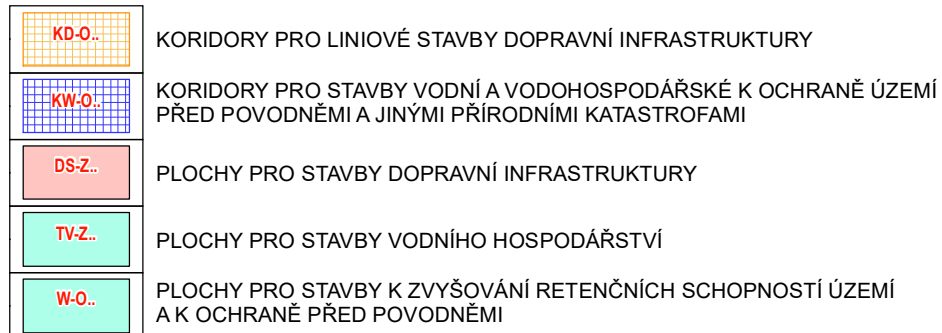 KD-O.. KORIDORY PRO LINIOVÉ STAVBY DOPRAVNÍ INFRASTRUKTURY
KW-O.. KORIDORY PRO STAVBY VODNÍ A VODOHOSPODÁŘSKÉ K OCHRANĚ ÚZEMÍ
PŘED POVODNĚMI A JINÝMI PŘÍRODNÍMI KATASTROFAMI
DS-Z.. PLOCHY PRO STAVBY DOPRAVNÍ INFRASTRUKTURY
TV-Z.. PLOCHY PRO STAVBY VODNÍHO HOSPODÁŘSTVÍ
W-O.. PLOCHY PRO STAVBY K ZVYŠOVÁNÍ RETENČNÍCH SCHOPNOSTÍ ÚZEMÍ
A K OCHRANĚ PŘED POVODNĚMI